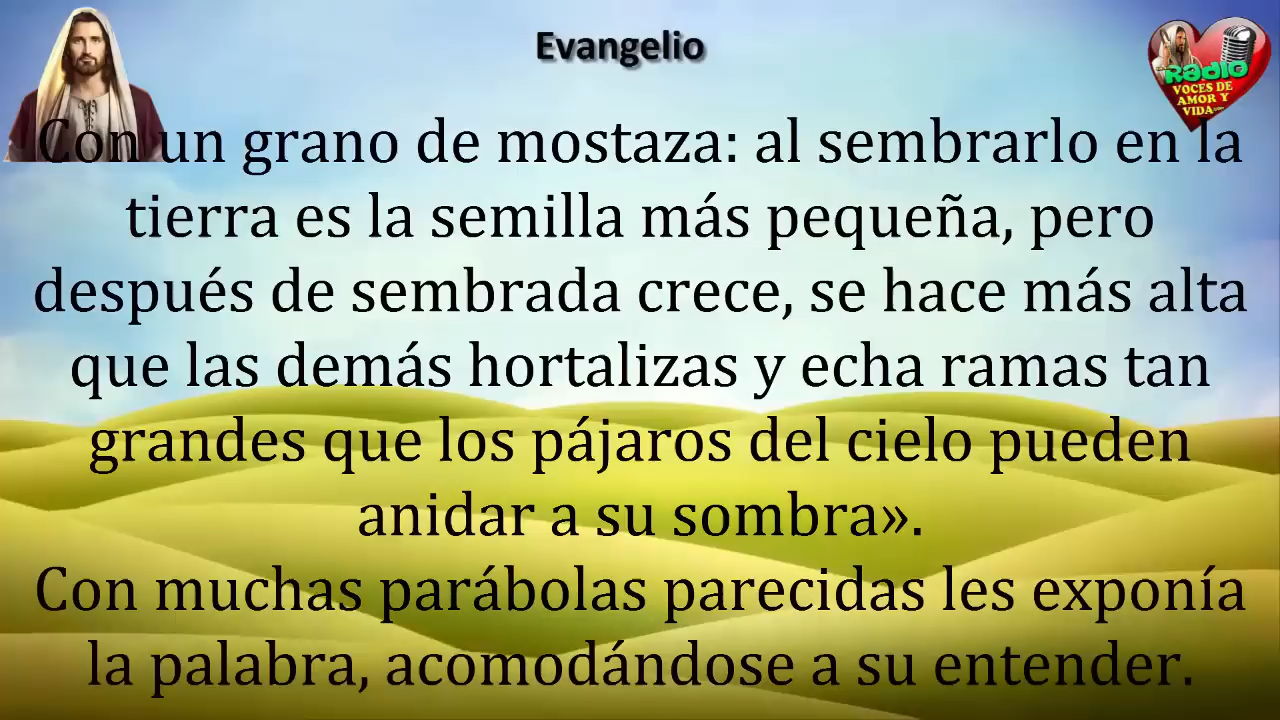 Evangelio
Radio
VOCES DE
AMOR Y
VIDA
Con un grano de mostaza: al sembrarlo en la
tierra es la semilla más pequeña, pero
después de sembrada crece, se hace más alta
que las demás hortalizas y echa ramas tan
grandes que los pájaros del cielo pueden
anidar a su sombra».
Con muchas parábolas parecidas les exponía
la palabra, acomodándose a su entender.